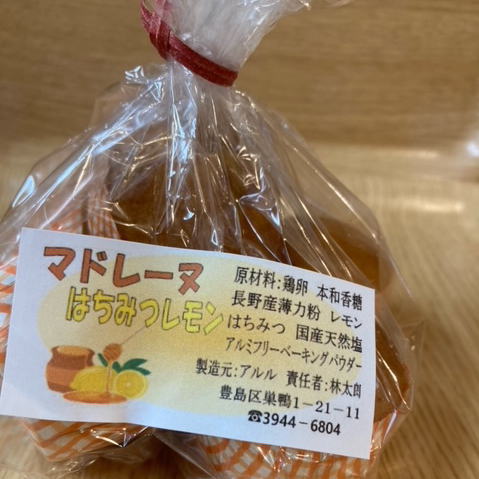 マドレーヌ
はちみつレモン
原材料:鶏卵 本和香糖
長野産薄力粉 レモン
はちみつ 国産天然塩
アルミフリーベーキングパウダー
製造元:アルル 責任者:林太朗
豊島区巣鴨1-21-11
☎3944-6804